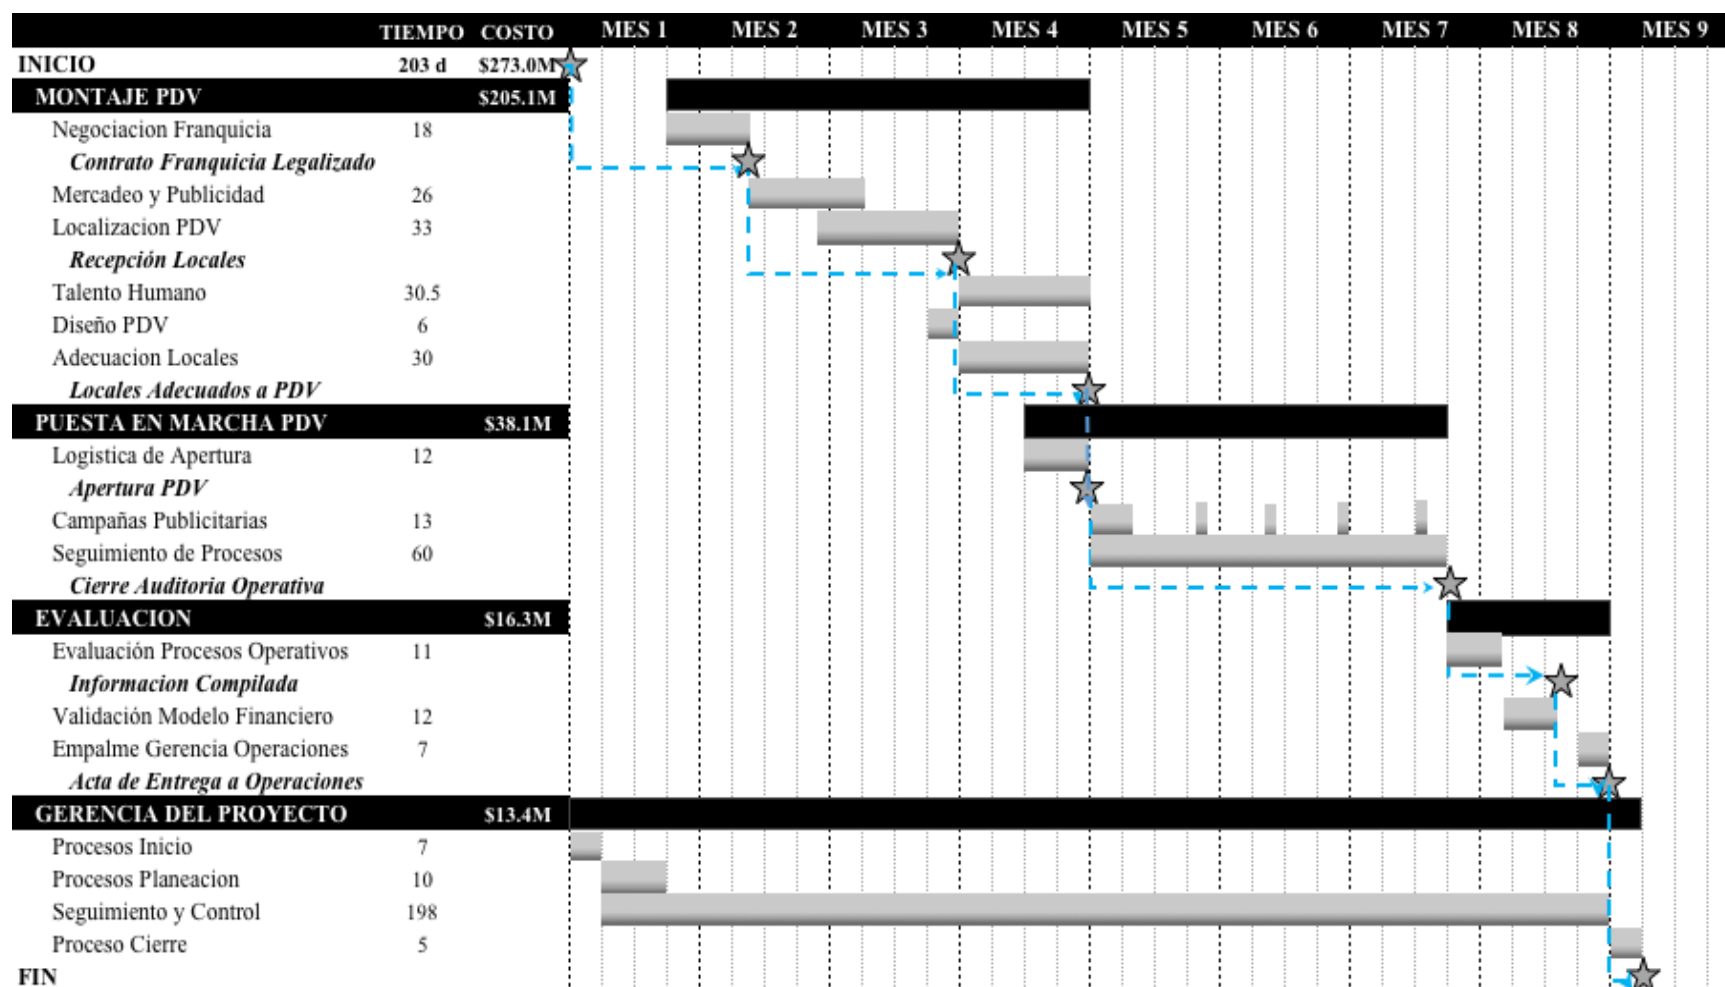 TIEMPO COSTO MES 1 MES 2 MES 3 MES 4 MES 5 MES 6 MES 7 MES 8 MES 9
INICIO 203 d $273.0M
MONTAJE PDV $205.1M
Negociacion Franquicia 18
Contrato Franquicia Legalizado
Mercadeo y Publicidad 26
Localizacion PDV 33
Recepción Locales
Talento Humano 30.5
Diseño PDV 6
Adecuacion Locales 30
Locales Adecuados a PDV
PUESTA EN MARCHA PDV $38.1M
Logistica de Apertura 12
Apertura PDV
Campañas Publicitarias 13
Seguimiento de Procesos 60
Cierre Auditoria Operativa
EVALUACION $16.3M
Evaluación Procesos Operativos 11
Informacion Compilada
Validación Modelo Financiero 12
Empalme Gerencia Operaciones 7
Acta de Entrega a Operaciones
GERENCIA DEL PROYECTO $13.4M
Procesos Inicio 7
Procesos Planeacion 10
Seguimiento y Control 198
Proceso Cierre 5
FIN